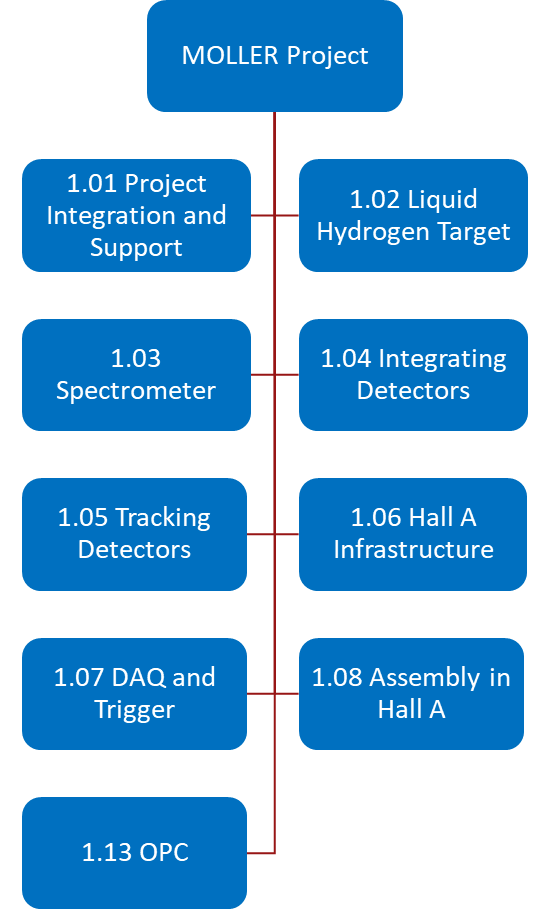 MOLLER Project
1.01 Project
Integration and
Support
1.02 Liquid
Hydrogen Target
1.03
Spectrometer
1.04 Integrating
Detectors
1.05 Tracking
Detectors
1.06 Hall A
Infrastructure
1.07 DAQ and
Trigger
1.08 Assembly in
Hall A
1.13 OPC